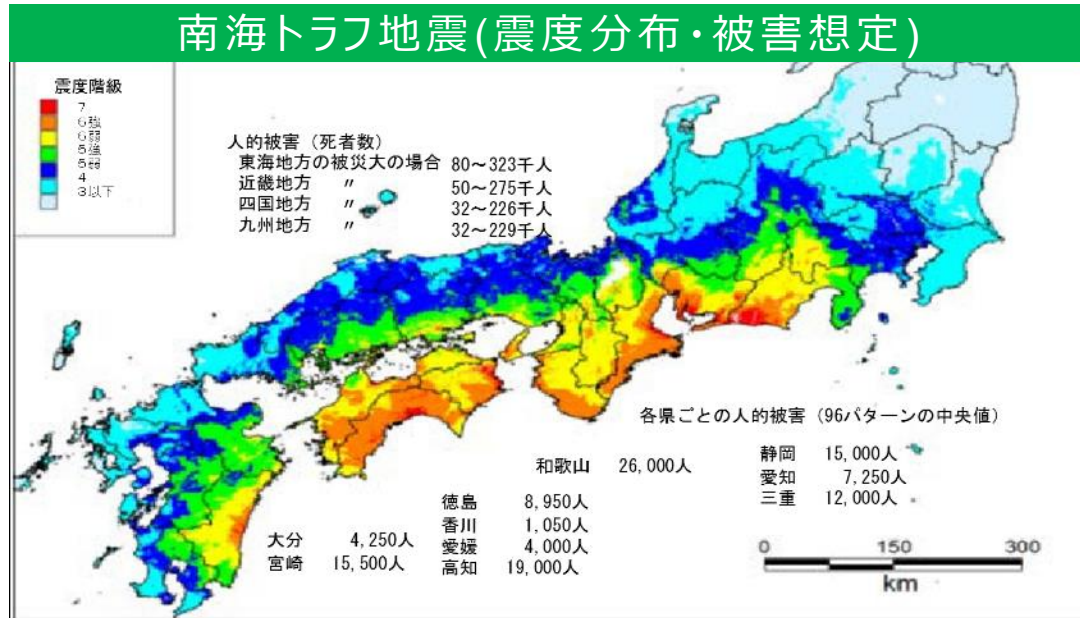 南海トラフ地震(震度分布・被害想定)
震度階級
7
6強
6弱
5強
5弱
4
3以下
人的被害（死者数）
東海地方の被災大の場合 80～323千人
近畿地方 〃 50～275千人
四国地方 〃 32～226千人
九州地方 〃 32～229千人
各県ごとの人的被害（96パターンの中央値）
静岡 15,000人
愛知 7,250人
三重 12,000人
和歌山 26,000人
徳島 8,950人
香川 1,050人
愛媛 4,000人
高知 19,000人
大分 4,250人
宮崎 15,500人
0 150 300
km